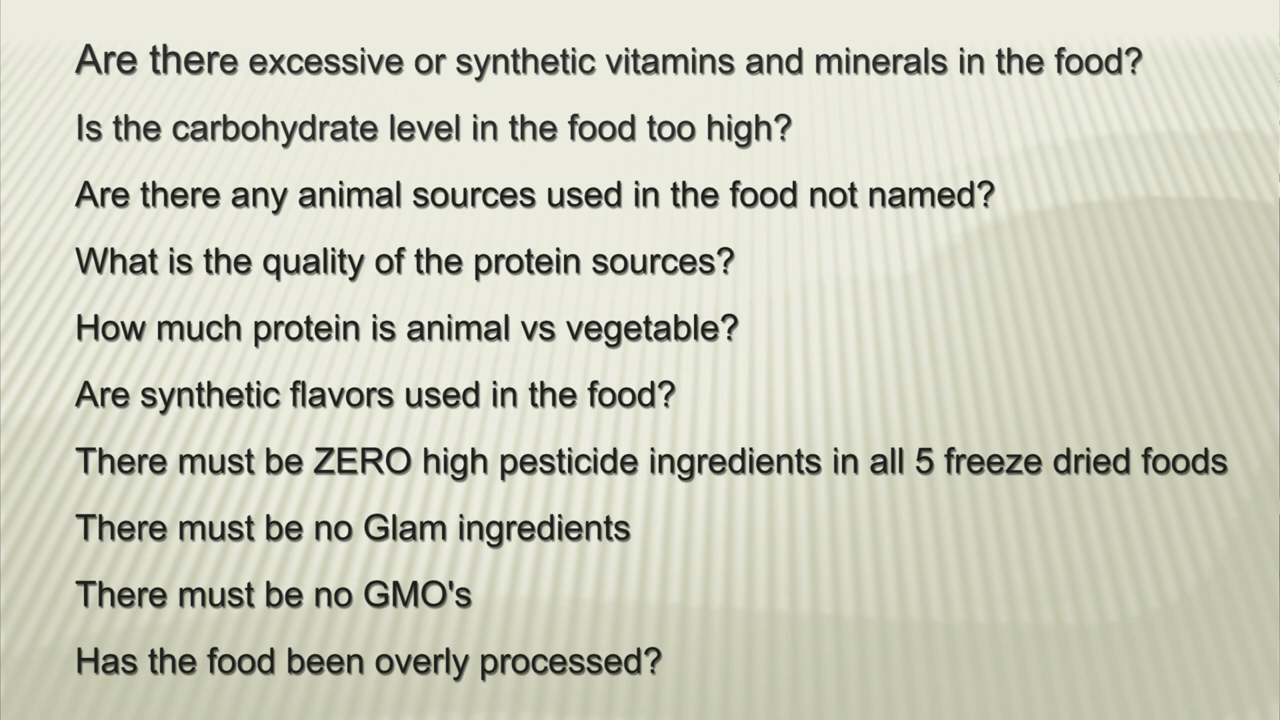 Are there excessive or synthetic vitamins and minerals in the food?
Is the carbohydrate level in the food too high?
Are there any animal sources used in the food not named?
What is the quality of the protein sources?
How much protein is animal vs vegetable?
Are synthetic flavors used in the food?
There must be ZERO high pesticide ingredients in all 5 freeze dried foods
There must be no Glam ingredients
There must be no GMO's
Has the food been overly processed?